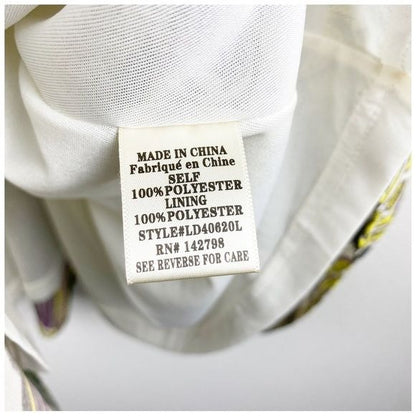 MADE IN CHINA
Fabriqué en Chine
SELF
100%POLYESTER
LINING
100%POLYESTER
STYLE#LD40620L
RN# 142798
SEE REVERSE FOR CARE